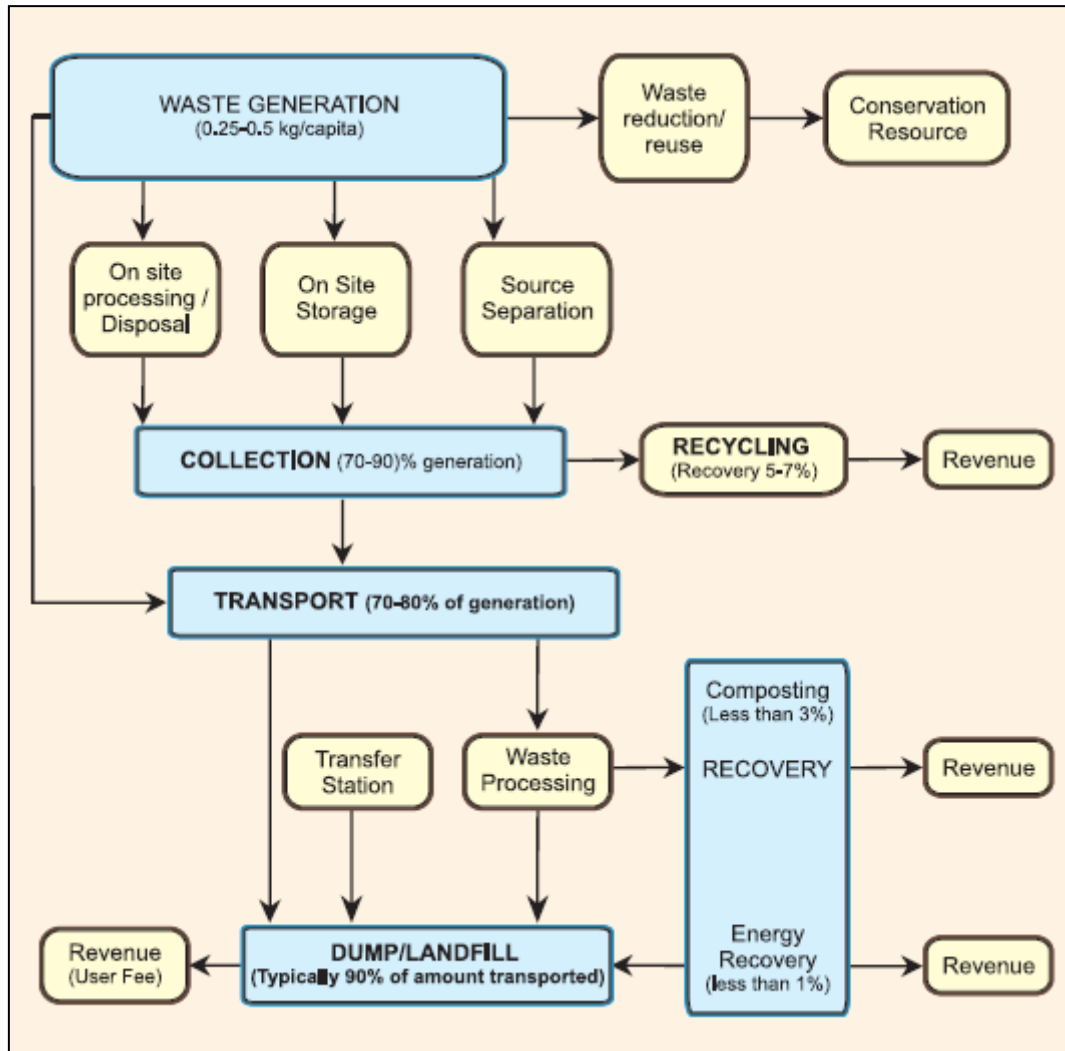 WASTE GENERATION
(0.25-0.5 kg/capita)
Waste
reduction/
reuse
Conservation
Resource
On site
processing /
Disposal
On Site
Storage
Source
Separation
COLLECTION (70-90)% generation)
RECYCLING
(Recovery 5-7%)
Revenue
TRANSPORT (70-80% of generation)
Transfer
Station
Waste
Processing
Composting
(Less than 3%)
RECOVERY
Revenue
Energy
Recovery
(less than 1%)
Revenue
DUMP/LANDFILL
(Typically 90% of amount transported)
Revenue
(User Fee)